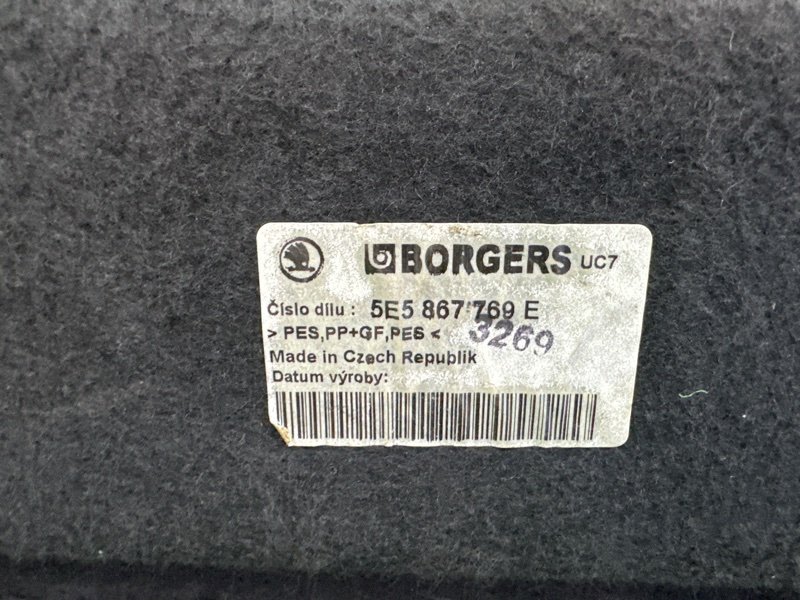 BORGERS UC7
Číslo dílu : 5E5 867 769 E
> PES,PP+GF,PES < 3269
Made in Czech Republik
Datum výroby: